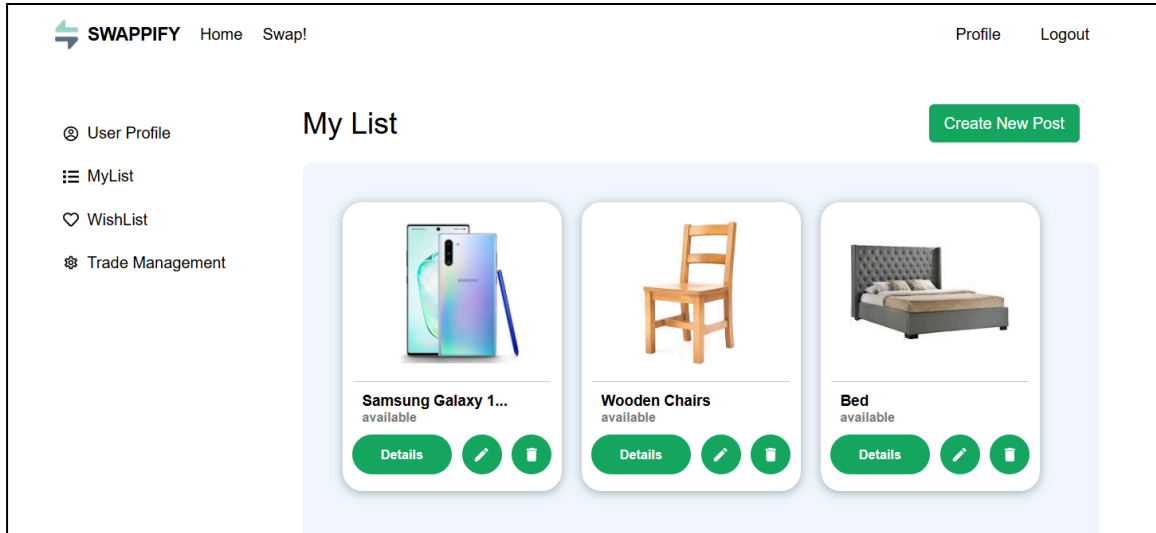 SWAPPIFY Home Swap! Profile Logout
User Profile
MyList
WishList
Trade Management
My List
Create New Post
SAMSUNG
Samsung Galaxy 1...
available
Details
Wooden Chairs
available
Details
Bed
available
Details